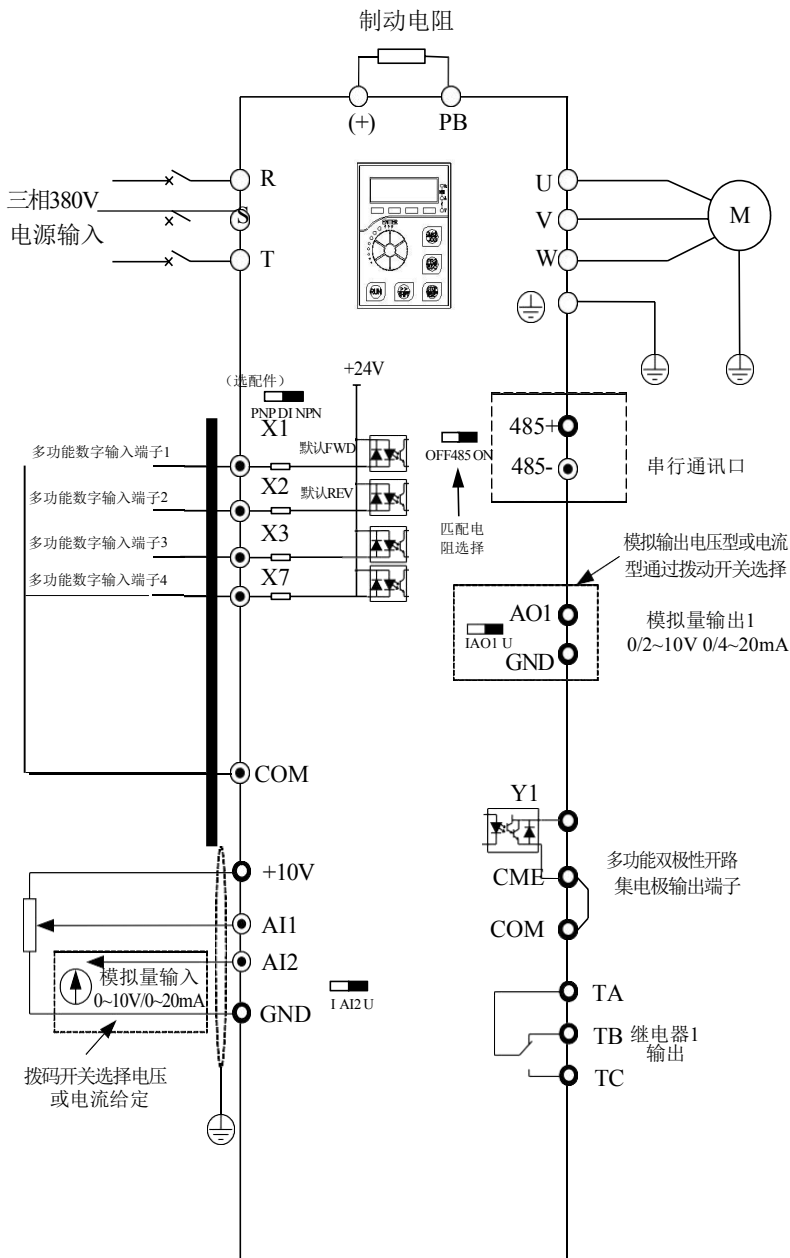 制动电阻
(+)
PB
R
S
T
三相380V
电源输入
U
V
W
M
ENTER
RUN
(选配件)
+24V
PNP DI NPN
X1
多功能数字输入端子1
默认FWD
X2
多功能数字输入端子2
默认REV
X3
多功能数字输入端子3
X7
多功能数字输入端子4
OFF485 ON
匹配电
阻选择
485+
485-
串行通讯口
模拟输出电压型或电流
型通过拨动开关选择
AO1
IAO1 U
GND
模拟量输出1
0/2~10V 0/4~20mA
COM
Y1
CME
COM
多功能双极性开路
集电极输出端子
+10V
AI1
AI2
GND
模拟量输入
0~10V/0~20mA
I AI2 U
拨码开关选择电压
或电流给定
TA
TB
TC
继电器1
输出